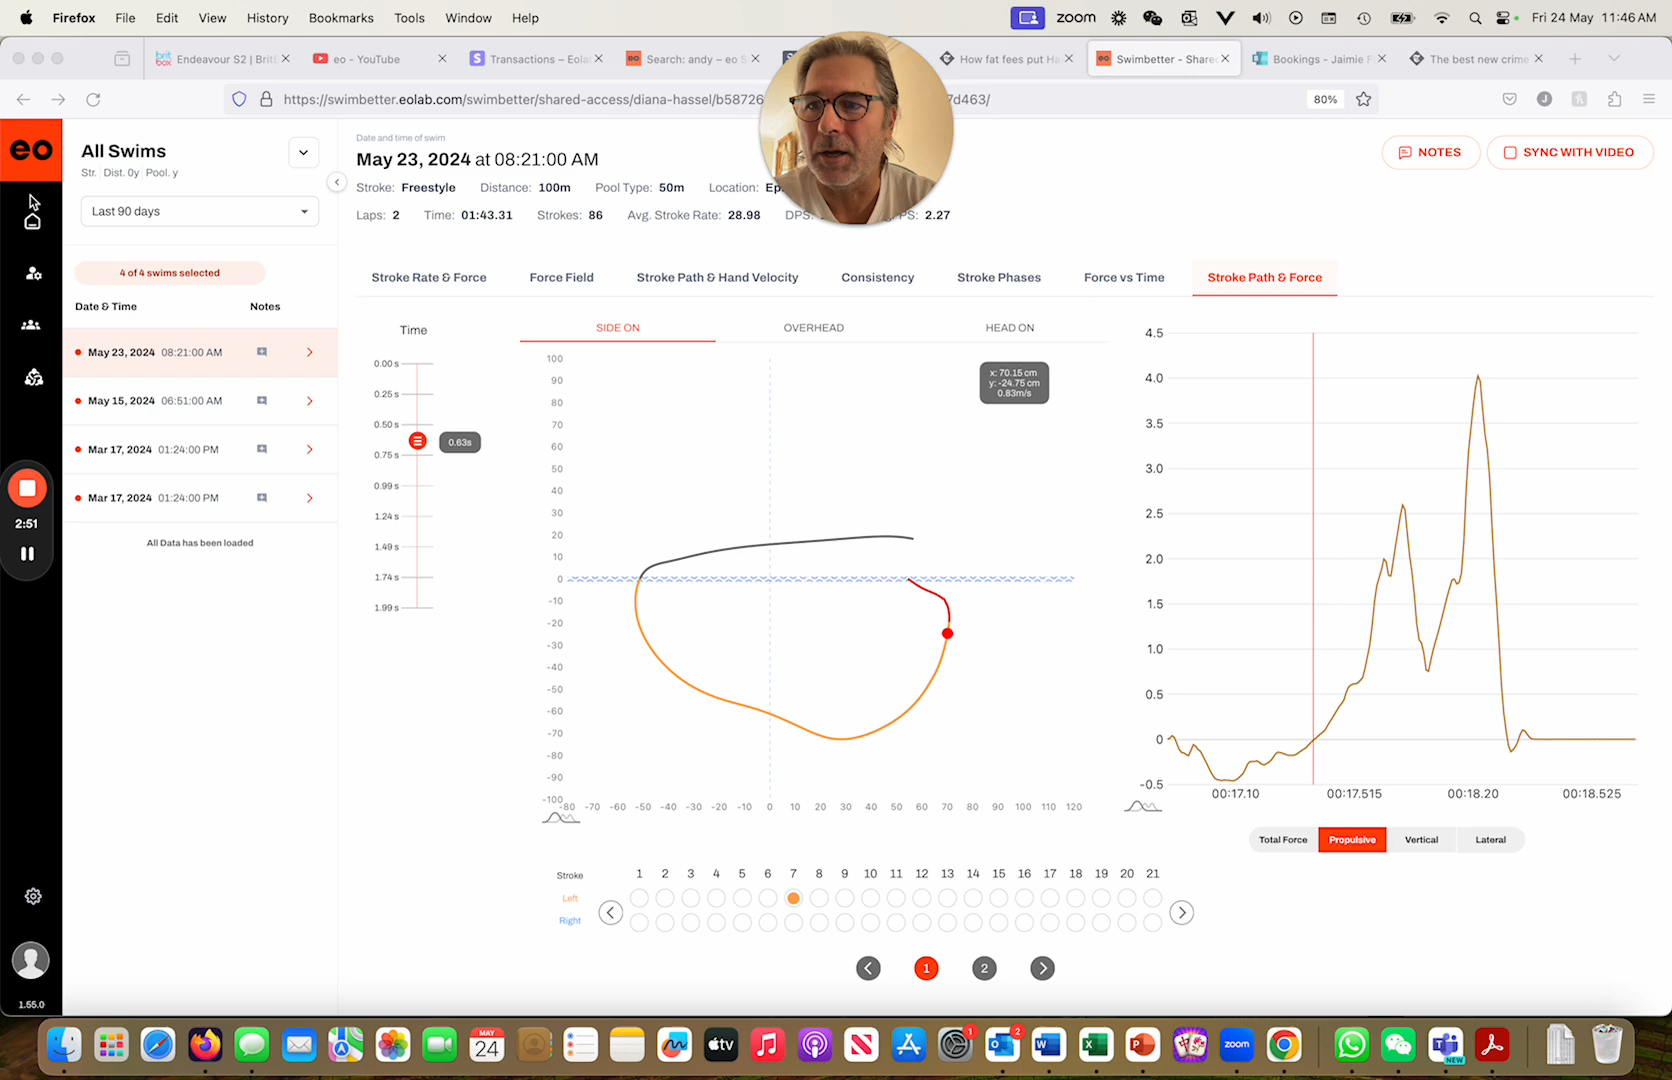 Firefox File Edit View History Bookmarks Tools Window Help zoom Fri 24 May 11:46 AM
Endeavour S2 | Brit
eo - YouTube
Transactions – Eola
Search: andy – eo S
How fat fees put Ha
Swimbetter - Share
Bookings - Jaimie F
The best new crime
https://swimbetter.eolab.com/swimbetter/shared-access/diana-hassel/b58726 7d463/ 80%
eo
All Swims
Str. Dist. 0y Pool. y
Last 90 days
4 of 4 swims selected
Date & Time Notes
May 23, 2024 08:21:00 AM
May 15, 2024 06:51:00 AM
Mar 17, 2024 01:24:00 PM
Mar 17, 2024 01:24:00 PM
All Data has been loaded
2:51
1.55.0
Date and time of swim
May 23, 2024 at 08:21:00 AM
Stroke: Freestyle Distance: 100m Pool Type: 50m Location: Ep
Laps: 2 Time: 01:43.31 Strokes: 86 Avg. Stroke Rate: 28.98 DPS: PS: 2.27
NOTES
SYNC WITH VIDEO
Stroke Rate & Force Force Field Stroke Path & Hand Velocity Consistency Stroke Phases Force vs Time Stroke Path & Force
Time
0.00 s
0.25 s
0.50 s
0.63s
0.75 s
0.99 s
1.24 s
1.49 s
1.74 s
1.99 s
SIDE ON OVERHEAD HEAD ON
x: 70.15 cm
y: -24.75 cm
0.83m/s
100
90
80
70
60
50
40
30
20
10
0
-10
-20
-30
-40
-50
-60
-70
-80
-90
-100
-80 -70 -60 -50 -40 -30 -20 -10 0 10 20 30 40 50 60 70 80 90 100 110 120
4.5
4.0
3.5
3.0
2.5
2.0
1.5
1.0
0.5
0
-0.5
00:17.10 00:17.515 00:18.20 00:18.525
Total Force Propulsive Vertical Lateral
Stroke 1 2 3 4 5 6 7 8 9 10 11 12 13 14 15 16 17 18 19 20 21
Left
Right
1 2
MAY
24
tv
1
2
W
X
P
zoom
NEW